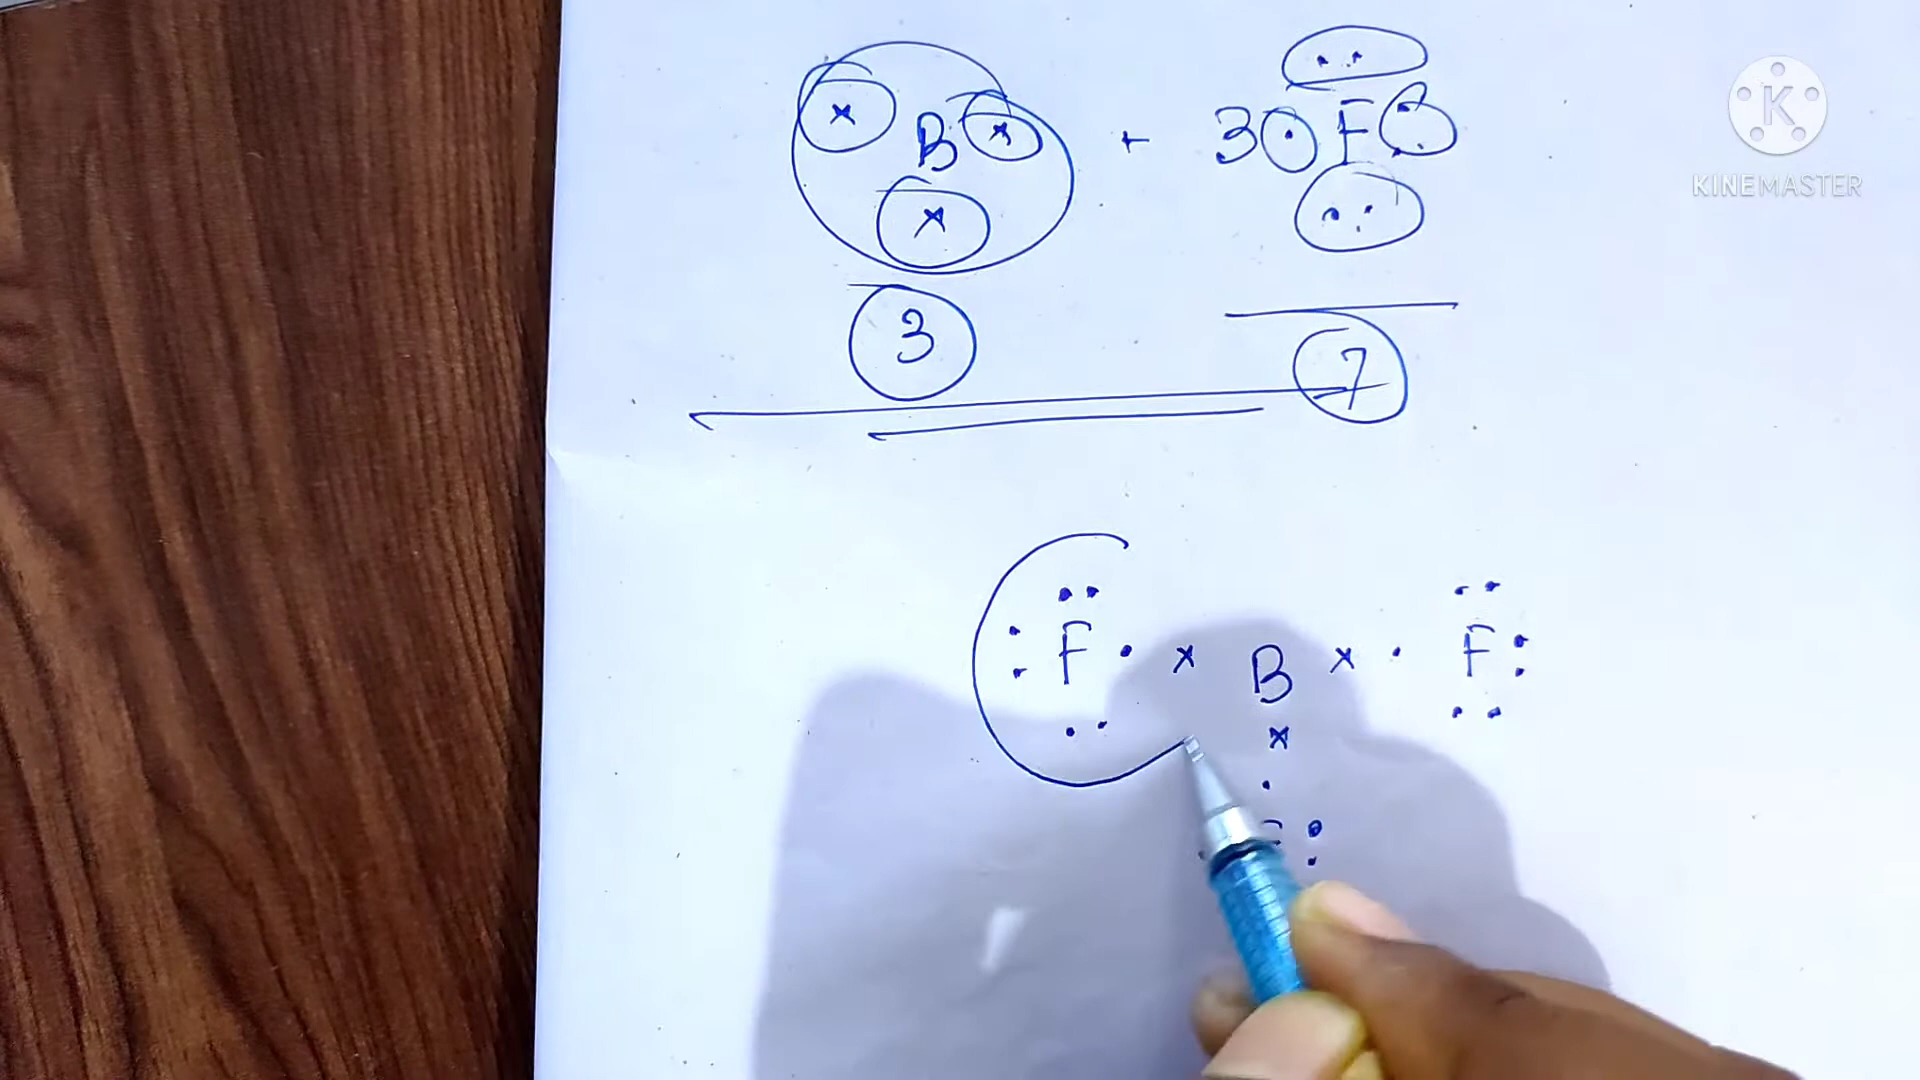 x B x + 3 · F :
x
3 7
K
KINEMASTER
: F · x B x · F :
x
·
F :